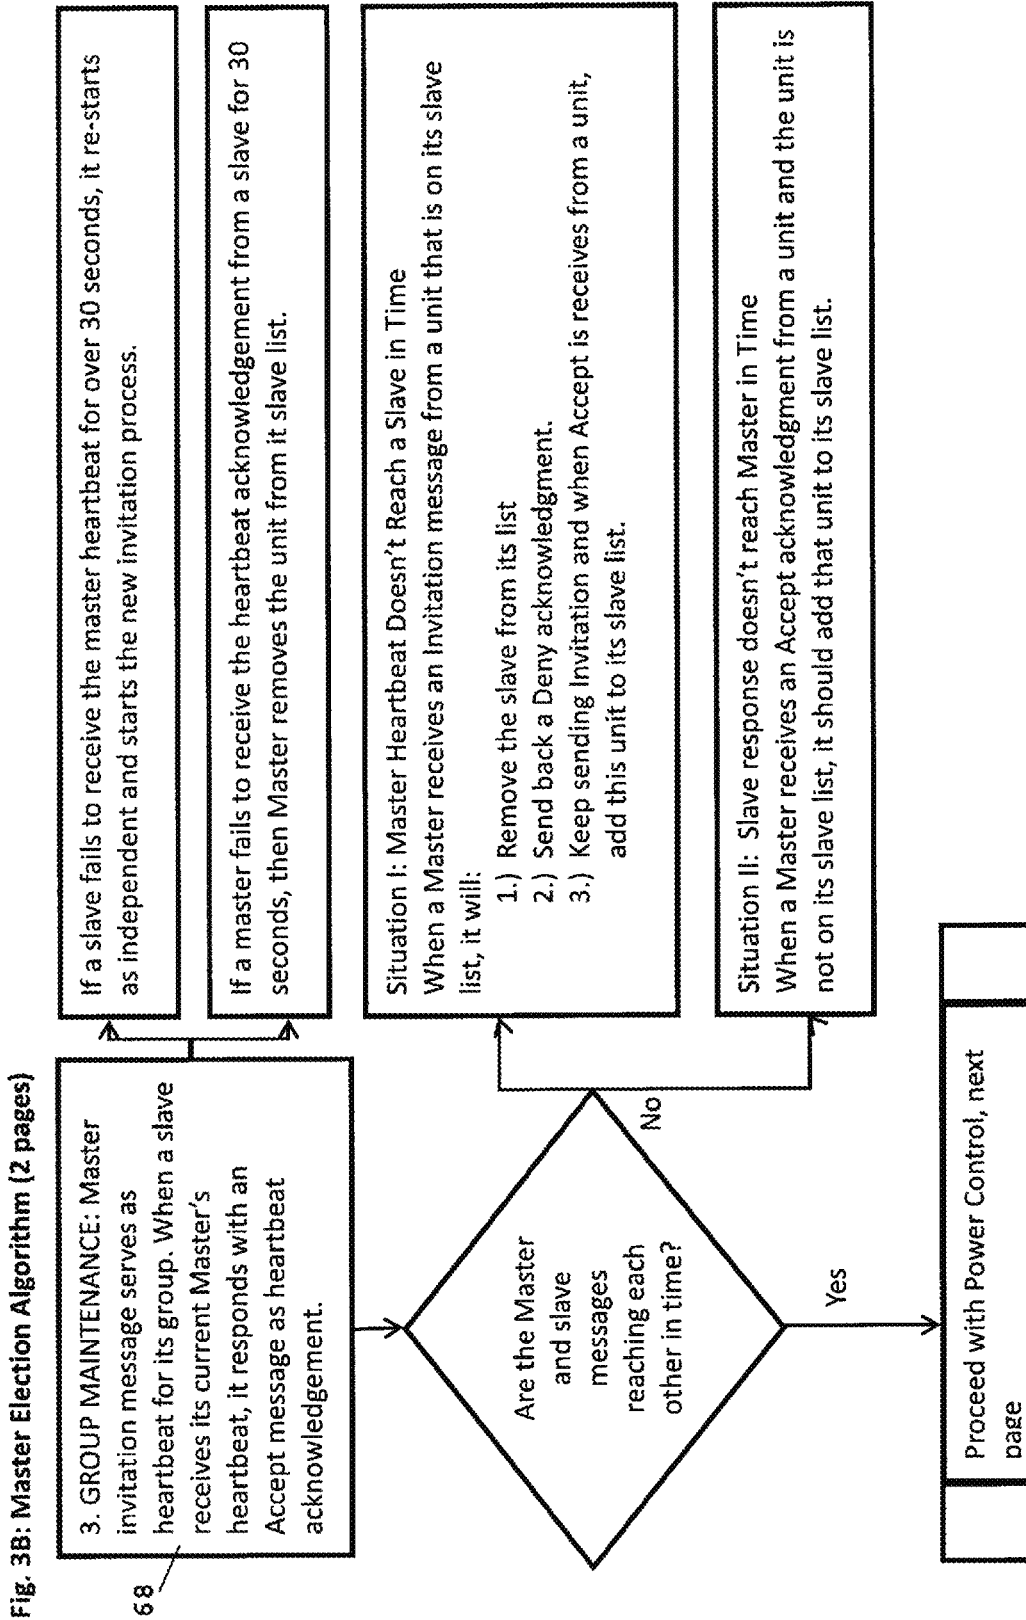 Fig. 3B: Master Election Algorithm (2 pages)
68
3. GROUP MAINTENANCE: Master
invitation message serves as
heartbeat for its group. When a slave
receives its current Master's
heartbeat, it responds with an
Accept message as heartbeat
acknowledgement.
If a slave fails to receive the master heartbeat for over 30 seconds, it re-starts
as independent and starts the new invitation process.
If a master fails to receive the heartbeat acknowledgement from a slave for 30
seconds, then Master removes the unit from it slave list.
Are the Master
and slave
messages
reaching each
other in time?
No
Situation I: Master Heartbeat Doesn't Reach a Slave in Time
When a Master receives an Invitation message from a unit that is on its slave
list, it will:
1.) Remove the slave from its list
2.) Send back a Deny acknowledgment.
3.) Keep sending Invitation and when Accept is receives from a unit,
add this unit to its slave list.
Situation II: Slave response doesn't reach Master in Time
When a Master receives an Accept acknowledgment from a unit and the unit is
not on its slave list, it should add that unit to its slave list.
Yes
Proceed with Power Control, next
page